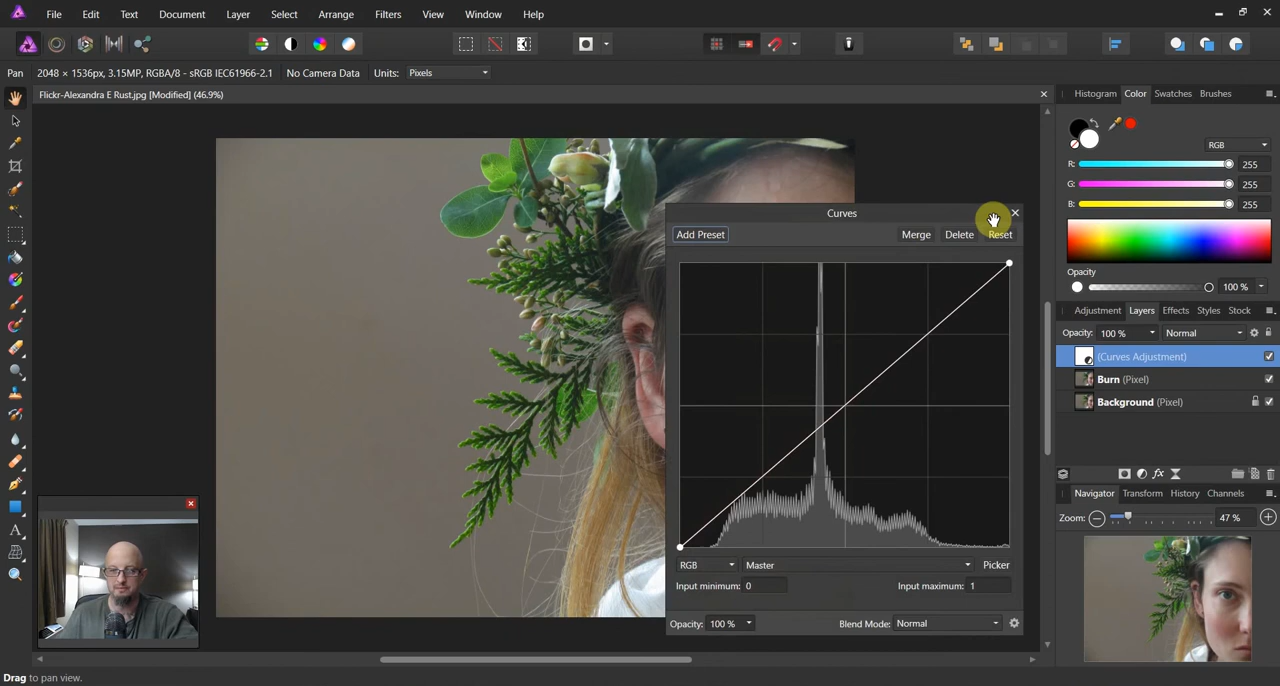 File Edit Text Document Layer Select Arrange Filters View Window Help
Pan 2048 × 1536px, 3.15MP, RGBA/8 - sRGB IEC61966-2.1 No Camera Data Units: Pixels
Flickr-Alexandra E Rust.jpg [Modified] (46.9%)
Histogram Color Swatches Brushes
RGB
R: 255
G: 255
B: 255
Opacity
100 %
Curves
Add Preset Merge Delete Reset
RGB Master Picker
Input minimum: 0 Input maximum: 1
Opacity: 100 % Blend Mode: Normal
Adjustment Layers Effects Styles Stock
Opacity: 100 % Normal
(Curves Adjustment)
Burn (Pixel)
Background (Pixel)
Navigator Transform History Channels
Zoom: 47 %
Drag to pan view.